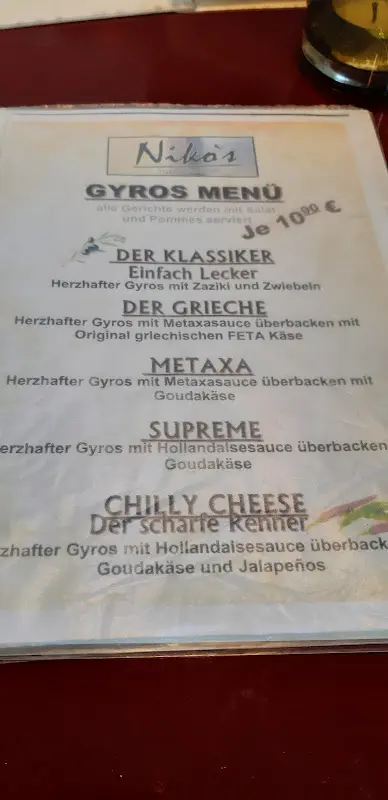 Niko's
GYROS MENÜ
alle Gerichte werden mit Salat
und Pommes serviert
Je 10⁹⁰ €
DER KLASSIKER
Einfach Lecker
Herzhafter Gyros mit Zaziki und Zwiebeln
DER GRIECHE
Herzhafter Gyros mit Metaxasauce überbacken mit
Original griechischen FETA Käse
METAXA
Herzhafter Gyros mit Metaxasauce überbacken mit
Goudakäse
SUPREME
erzhafter Gyros mit Hollandaisesauce überbacken
Goudakäse
CHILLY CHEESE
Der scharfe Renner
zhafter Gyros mit Hollandaisesauce überback
Goudakäse und Jalapeños